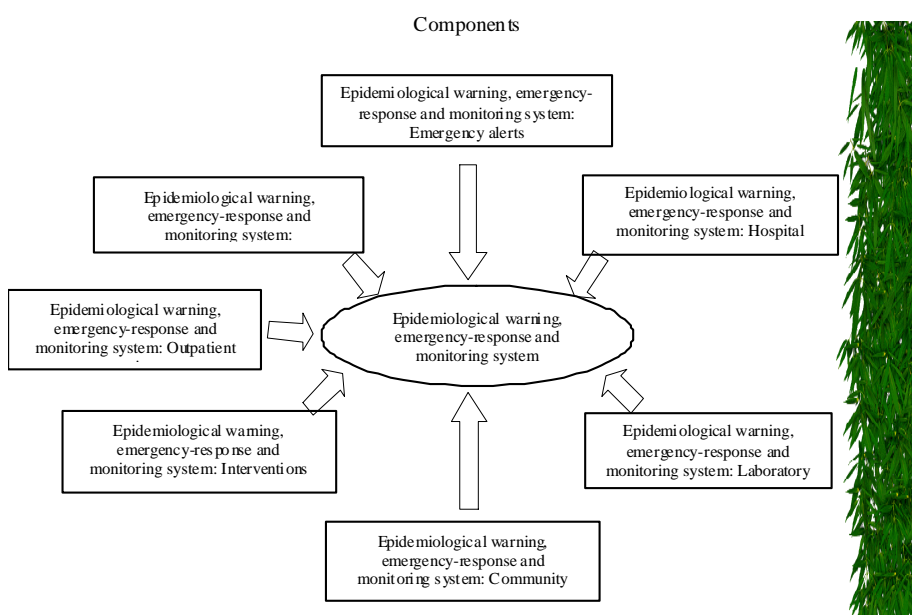 Components
Epidemiological warning, emergency-
response and monitoring system:
Emergency alerts
Epidemiological warning,
emergency-response and
monitoring system:
Epidemiological warning,
emergency-response and
monitoring system: Hospital
Epidemiological warning,
emergency-response and
monitoring system: Outpatient
Epidemiological warning,
emergency-response and
monitoring system
Epidemiological warning,
emergency-response and
monitoring system: Interventions
Epidemiological warning,
emergency-response and
monitoring system: Laboratory
Epidemiological warning,
emergency-response and
monitoring system: Community